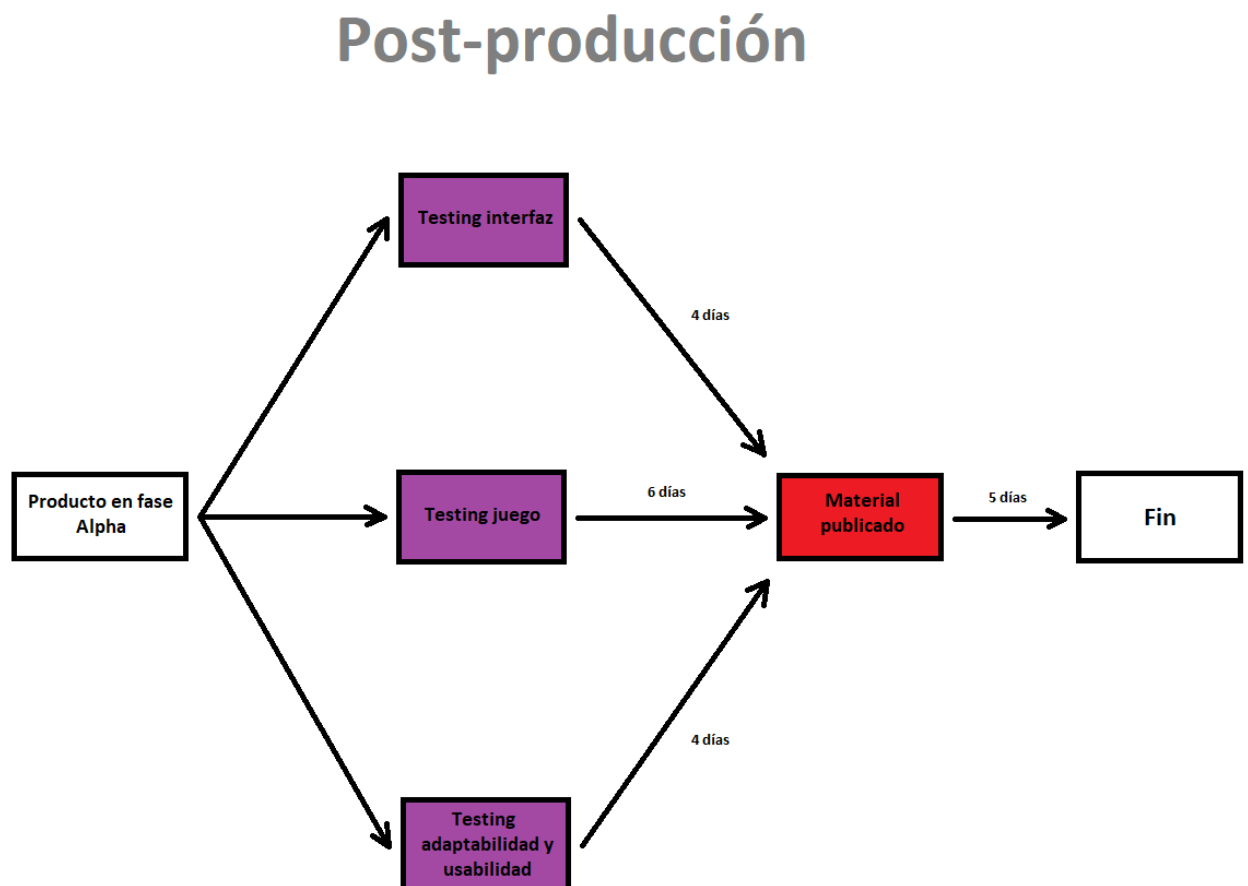 Post-producción
Testing interfaz
4 días
Producto en fase
Alpha
Testing juego
6 días
Material
publicado
5 días
Fin
4 días
Testing
adaptabilidad y
usabilidad